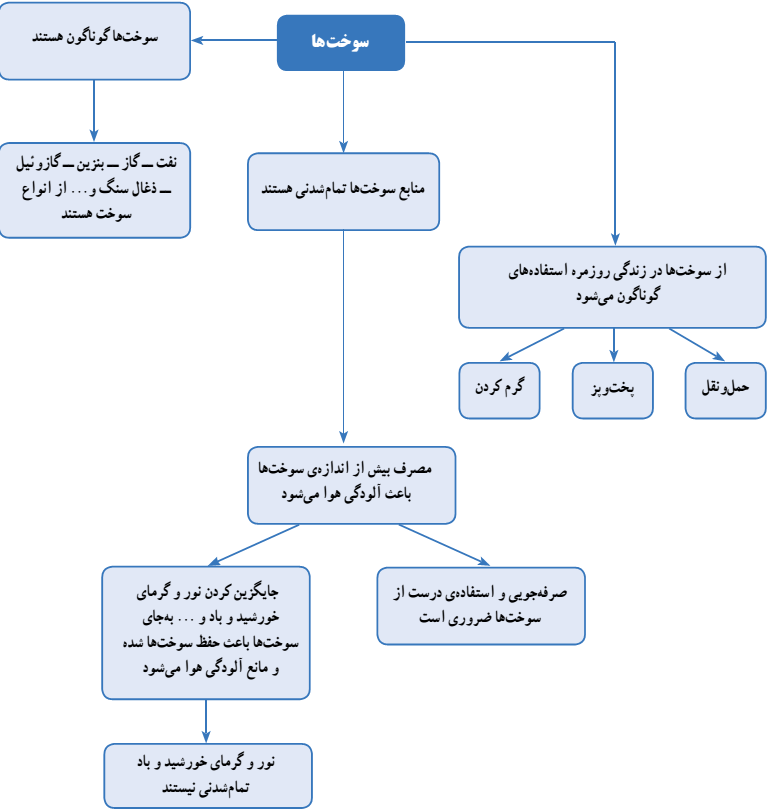 سوخت‌ها
سوخت‌ها گوناگون هستند
نفت ــ گاز ــ بنزین ــ گازوئیل
ــ ذغال سنگ و... از انواع
سوخت هستند
منابع سوخت‌ها تمام‌شدنی هستند
از سوخت‌ها در زندگی روزمره استفاده‌های
گوناگون می‌شود
حمل‌ونقل
پخت‌وپز
گرم کردن
مصرف بیش از اندازه‌ی سوخت‌ها
باعث آلودگی هوا می‌شود
صرفه‌جویی و استفاده‌ی درست از
سوخت‌ها ضروری است
جایگزین کردن نور و گرمای
خورشید و باد و ... به‌جای
سوخت‌ها باعث حفظ سوخت‌ها شده
و مانع آلودگی هوا می‌شود
نور و گرمای خورشید و باد
تمام‌شدنی نیستند